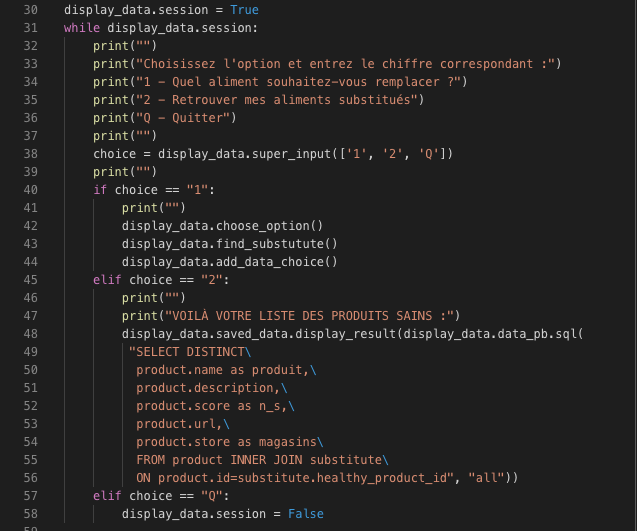 30 display_data.session = True
31 while display_data.session:
32 print("")
33 print("Choisissez l'option et entrez le chiffre correspondant :")
34 print("1 - Quel aliment souhaitez-vous remplacer ?")
35 print("2 - Retrouver mes aliments substitués")
36 print("Q - Quitter")
37 print("")
38 choice = display_data.super_input(['1', '2', 'Q'])
39 print("")
40 if choice == "1":
41 print("")
42 display_data.choose_option()
43 display_data.find_substutute()
44 display_data.add_data_choice()
45 elif choice == "2":
46 print("")
47 print("VOILÀ VOTRE LISTE DES PRODUITS SAINS :")
48 display_data.saved_data.display_result(display_data.data_pb.sql(
49 "SELECT DISTINCT\
50 product.name as produit,\
51 product.description,\
52 product.score as n_s,\
53 product.url,\
54 product.store as magasins\
55 FROM product INNER JOIN substitute\
56 ON product.id=substitute.healthy_product_id", "all"))
57 elif choice == "Q":
58 display_data.session = False